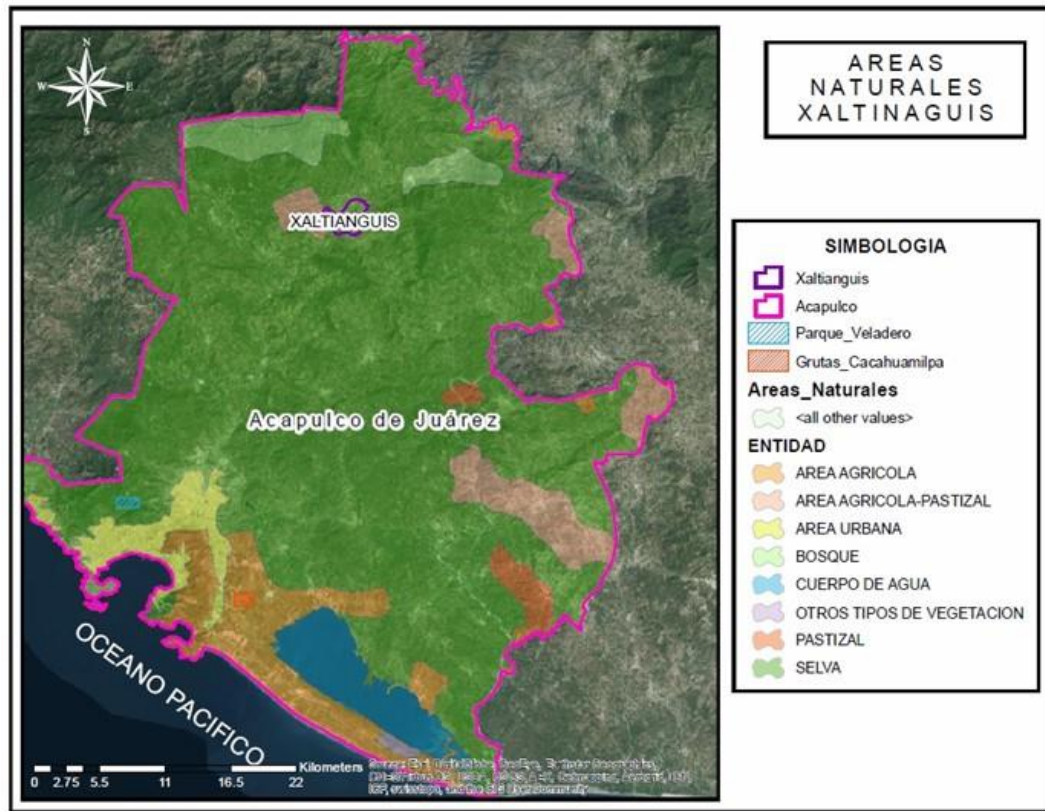 AREAS
NATURALES
XALTINAGUIS
N
W E
S
XALTIANGUIS
Acapulco de Juárez
OCEANO PACIFICO
Kilometers
0 2.75 5.5 11 16.5 22
SIMBOLOGIA
Xaltianguis
Acapulco
Parque_Veladero
Grutas_Cacahuamilpa
Areas_Naturales
<all other values>
ENTIDAD
AREA AGRICOLA
AREA AGRICOLA-PASTIZAL
AREA URBANA
BOSQUE
CUERPO DE AGUA
OTROS TIPOS DE VEGETACION
PASTIZAL
SELVA